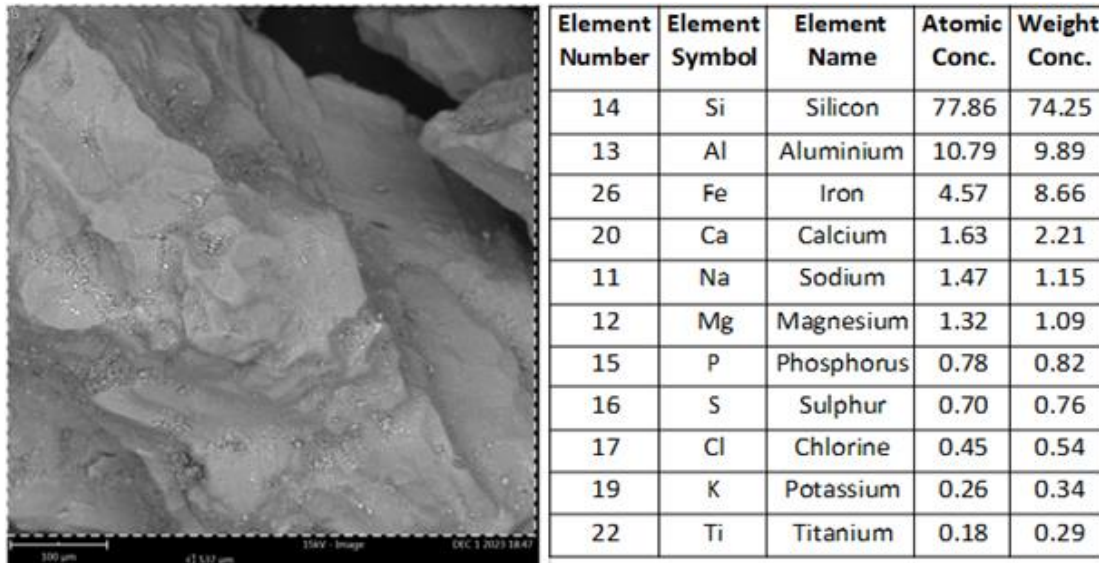 Element Number Element Symbol Element Name Atomic Conc. Weight Conc.
14 Si Silicon 77.86 74.25
13 Al Aluminium 10.79 9.89
26 Fe Iron 4.57 8.66
20 Ca Calcium 1.63 2.21
11 Na Sodium 1.47 1.15
12 Mg Magnesium 1.32 1.09
15 P Phosphorus 0.78 0.82
16 S Sulphur 0.70 0.76
17 Cl Chlorine 0.45 0.54
19 K Potassium 0.26 0.34
22 Ti Titanium 0.18 0.29
100 µm 15kV - Image DEC 1 2023 18:47
537 µm